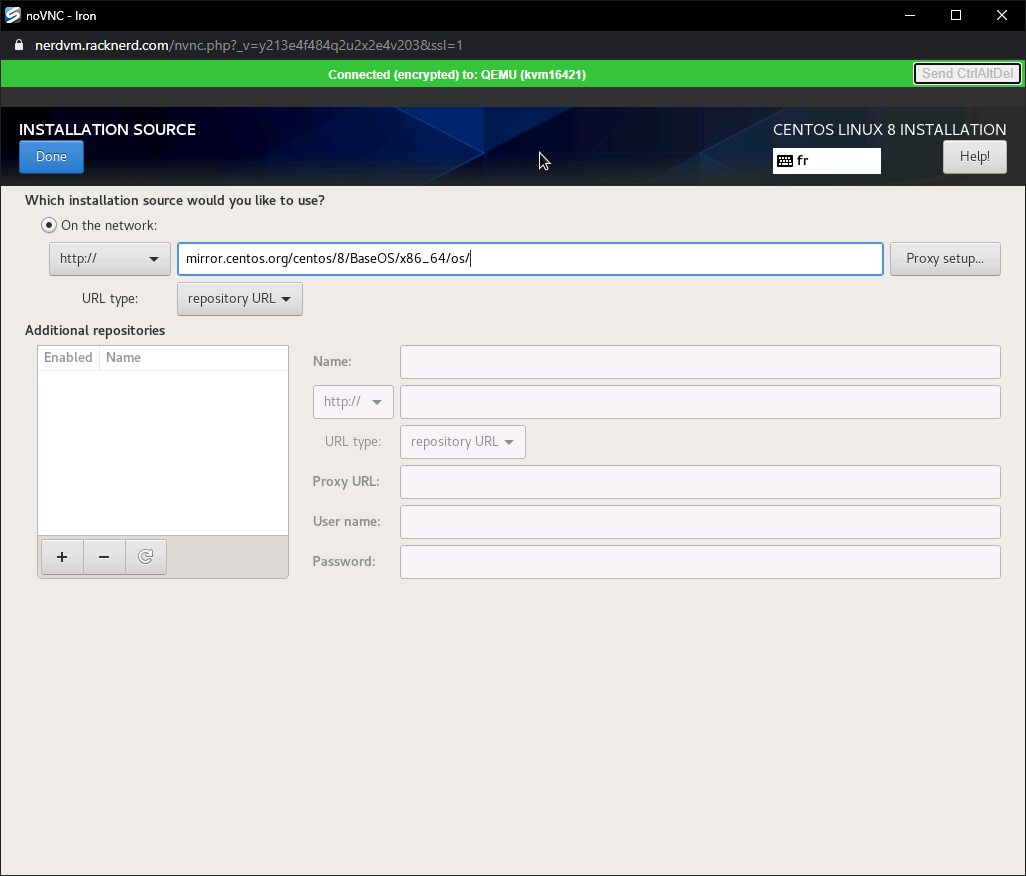 noVNC - Iron
nerdvm.racknerd.com/nvnc.php?_v=y213e4f484q2u2x2e4v203&ssl=1
Connected (encrypted) to: QEMU (kvm16421)
Send CtrlAltDel
INSTALLATION SOURCE
CENTOS LINUX 8 INSTALLATION
Done
fr
Help!
Which installation source would you like to use?
On the network:
http://
mirror.centos.org/centos/8/BaseOS/x86_64/os/
Proxy setup...
URL type:
repository URL
Additional repositories
Enabled
Name
Name:
http://
URL type:
repository URL
Proxy URL:
User name:
Password: